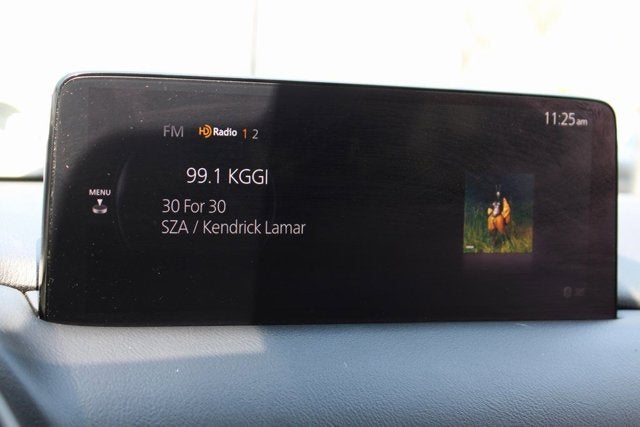 FM HD Radio 1 2
11:25 am
99.1 KGGI
MENU
30 For 30
SZA / Kendrick Lamar